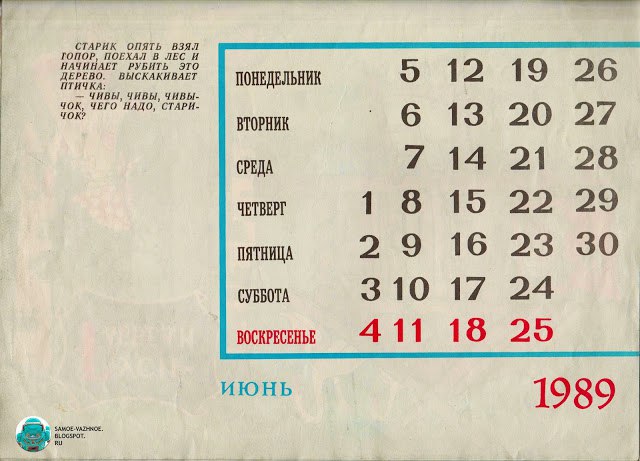 СТАРИК ОПЯТЬ ВЗЯЛ
ТОПОР, ПОЕХАЛ В ЛЕС И
НАЧИНАЕТ РУБИТЬ ЭТО
ДЕРЕВО. ВЫСКАКИВАЕТ
ПТИЧКА:
— ЧИВЫ, ЧИВЫ, ЧИВЫ-
ЧОК, ЧЕГО НАДО, СТАРИ-
ЧОК?
ПОНЕДЕЛЬНИК 5 12 19 26
ВТОРНИК 6 13 20 27
СРЕДА 7 14 21 28
ЧЕТВЕРГ 1 8 15 22 29
ПЯТНИЦА 2 9 16 23 30
СУББОТА 3 10 17 24
ВОСКРЕСЕНЬЕ 4 11 18 25
ИЮНЬ 1989
SAMOE-VAZHNOE.
BLOGSPOT.
RU